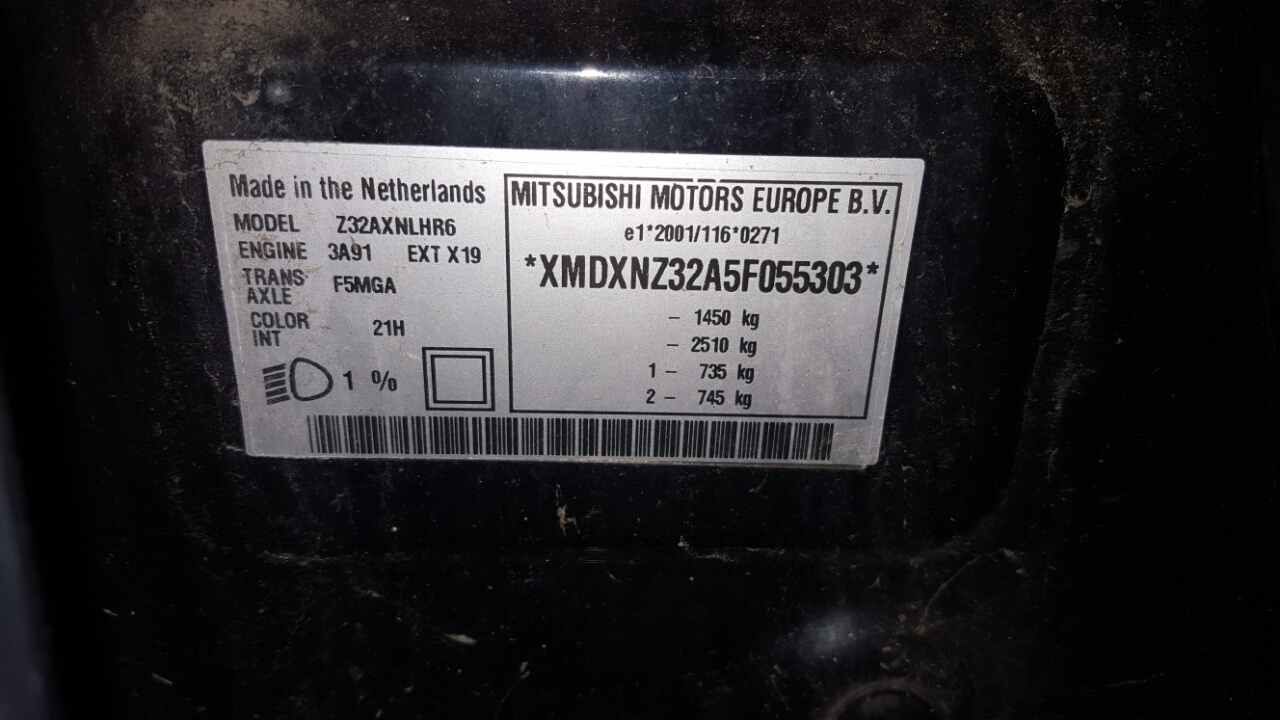 Made in the Netherlands
MODEL Z32AXNLHR6
ENGINE 3A91 EXT X19
TRANS AXLE F5MGA
COLOR INT 21H
1 %
MITSUBISHI MOTORS EUROPE B.V.
e1*2001/116*0271
*XMDXNZ32A5F055303*
– 1450 kg
– 2510 kg
1 – 735 kg
2 – 745 kg